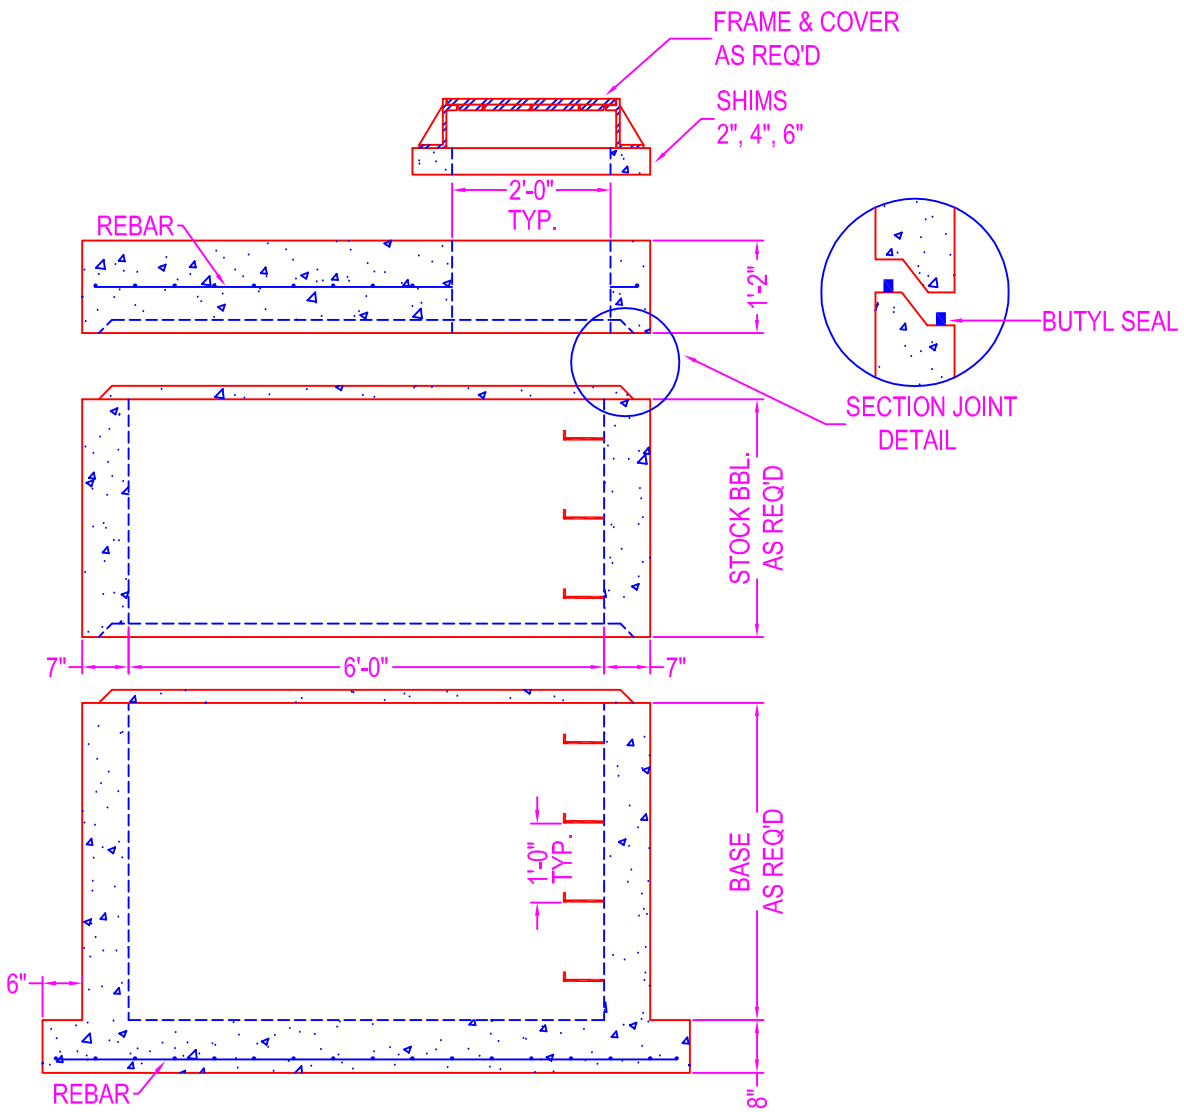 FRAME & COVER
AS REQ'D
SHIMS
2", 4", 6"
2'-0"
TYP.
REBAR
1'-2"
BUTYL SEAL
SECTION JOINT
DETAIL
STOCK BBL.
AS REQ'D
7"
6'-0"
7"
1'-0"
TYP.
BASE
AS REQ'D
6"
REBAR
8"